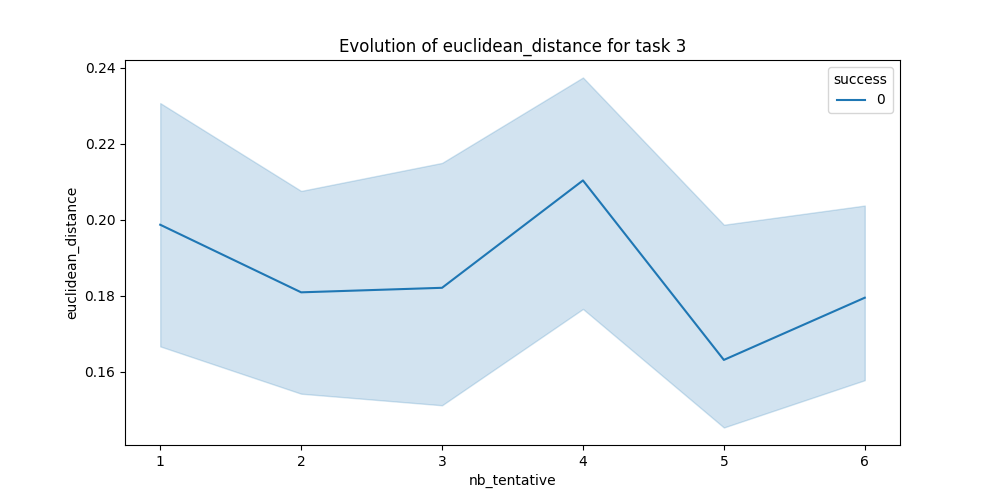 Evolution of euclidean_distance for task 3
success
0
euclidean_distance
0.24
0.22
0.20
0.18
0.16
1 2 3 4 5 6
nb_tentative